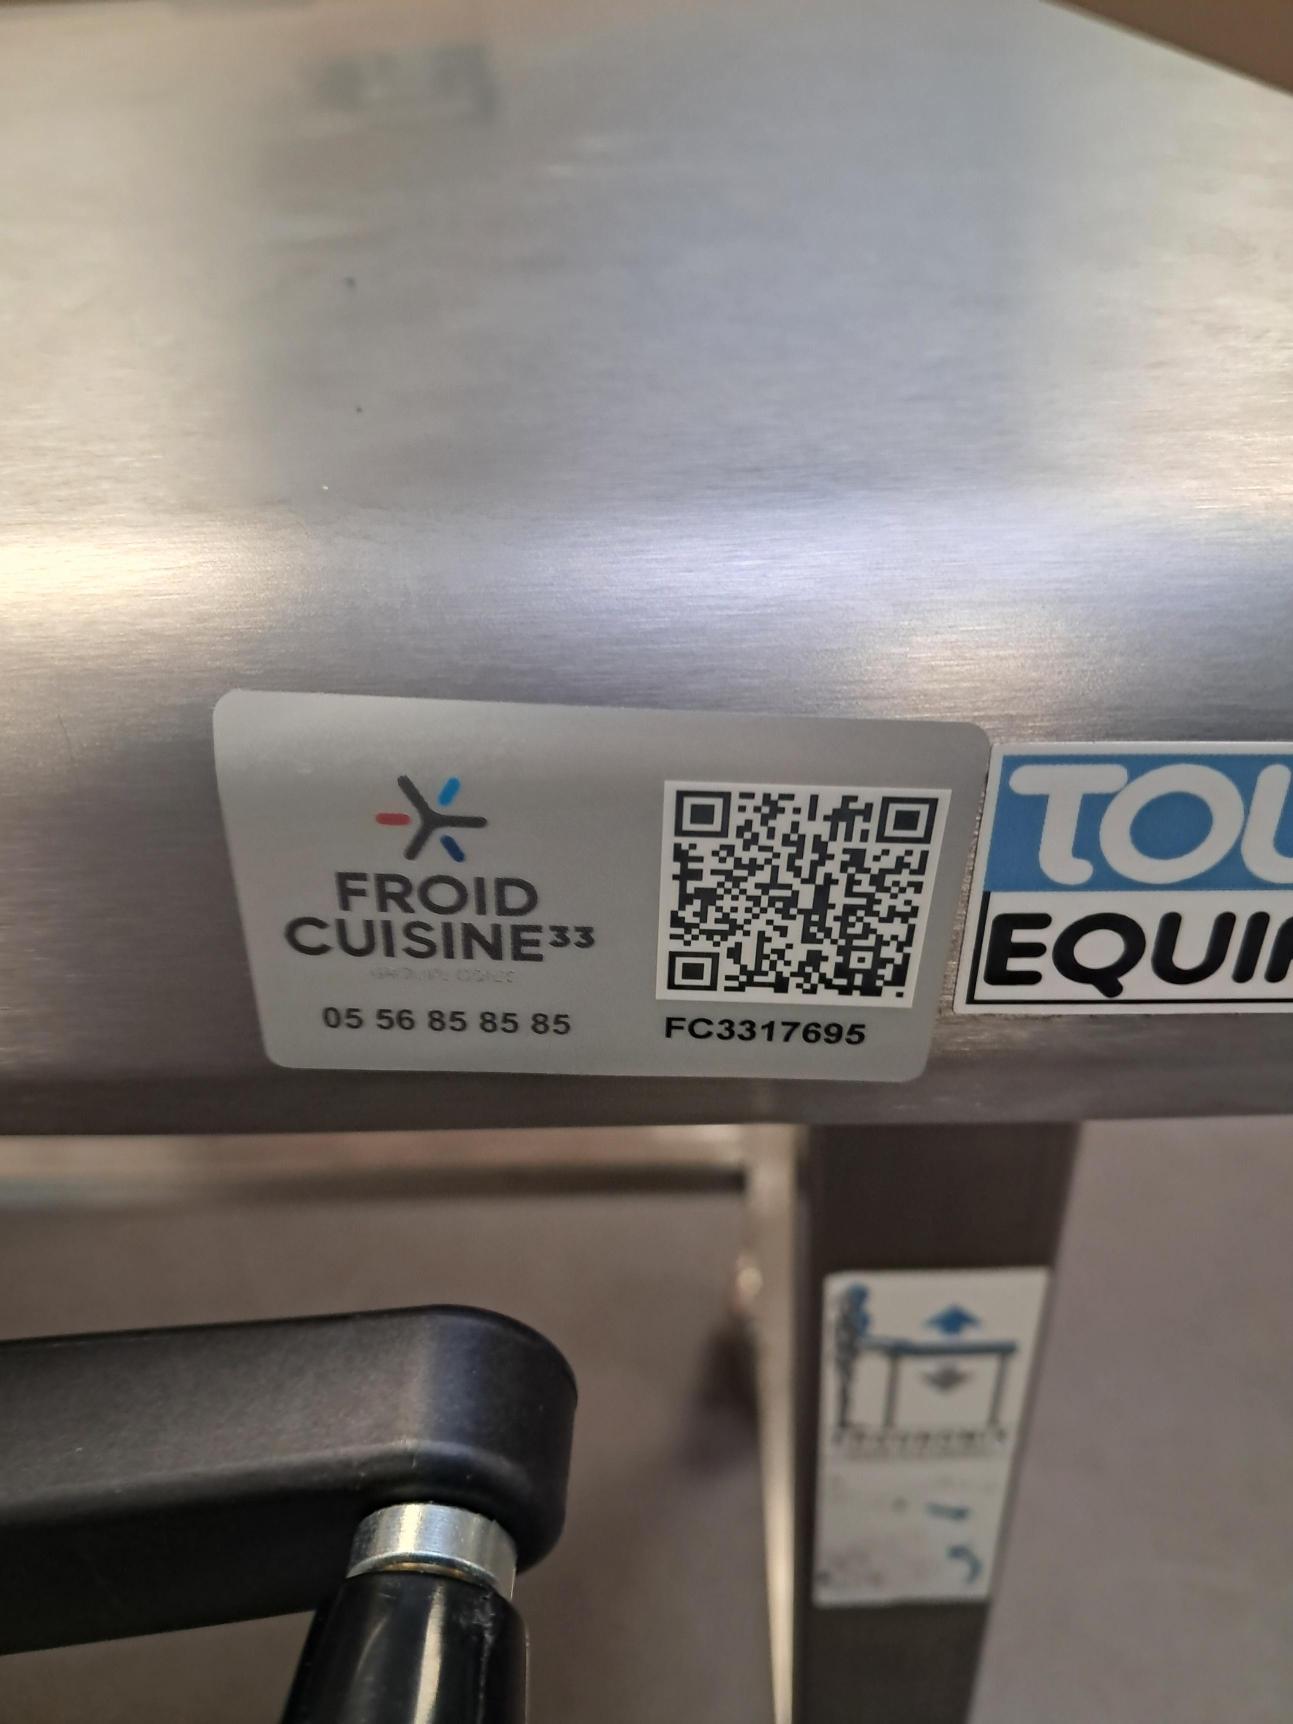 FROID
CUISINE³³
05 56 85 85 85
FC3317695
TOU
EQUI